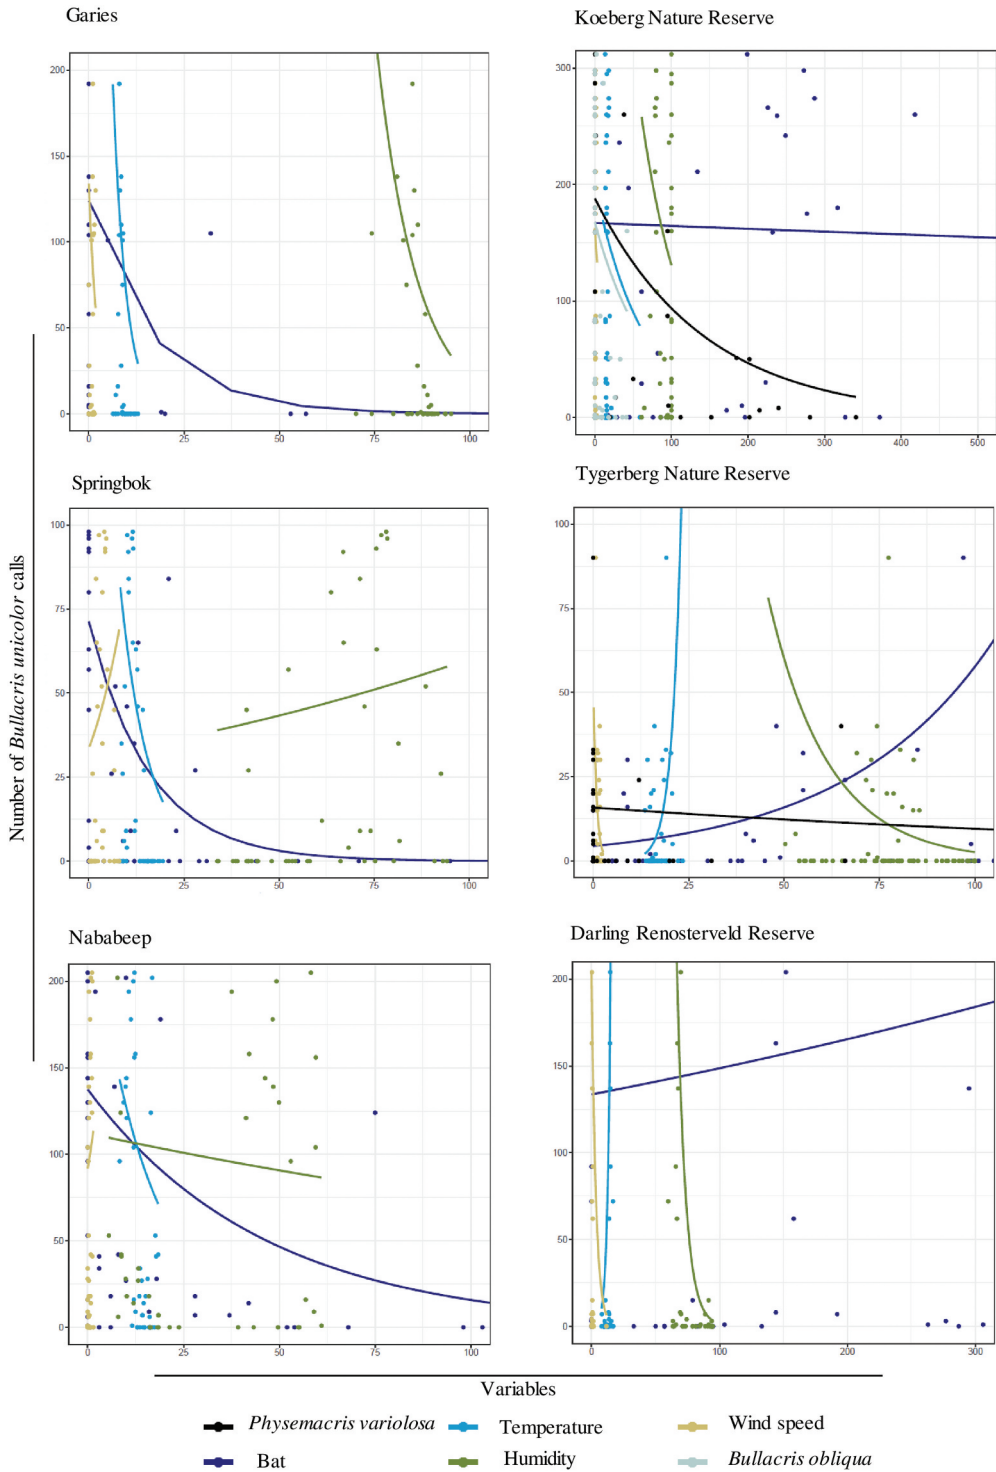 Garies
200
150
100
50
0
0 25 50 75 100
Koeberg Nature Reserve
300
200
100
0
0 100 200 300 400 500
Springbok
100
75
50
25
0
0 25 50 75 100
Tygerberg Nature Reserve
100
75
50
25
0
0 25 50 75 100
Nababeep
200
150
100
50
0
0 25 50 75 100
Darling Renosterveld Reserve
200
150
100
50
0
0 100 200 300
Number of Bullacris unicolor calls
Variables
Physemacris variolosa Temperature Wind speed
Bat Humidity Bullacris obliqua